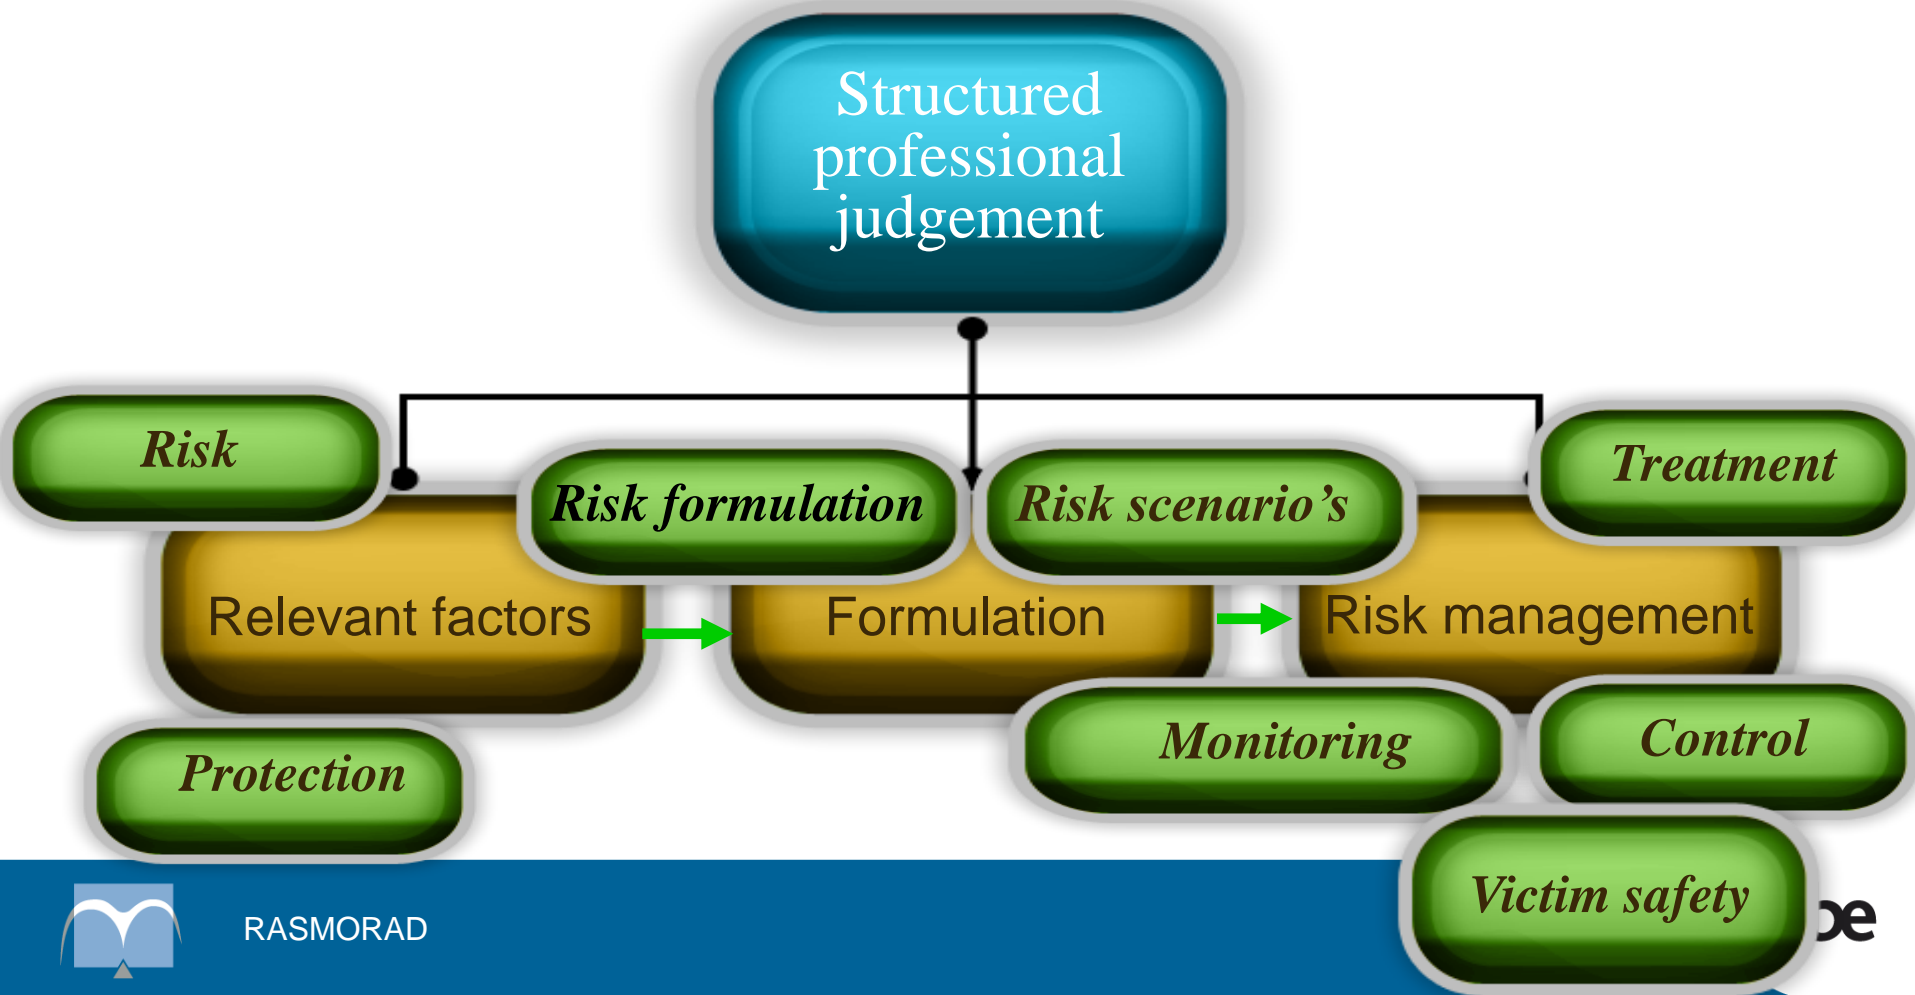 Structured
professional
judgement
Risk
Risk formulation
Risk scenario’s
Treatment
Relevant factors
Formulation
Risk management
Protection
Monitoring
Control
Victim safety
RASMORAD